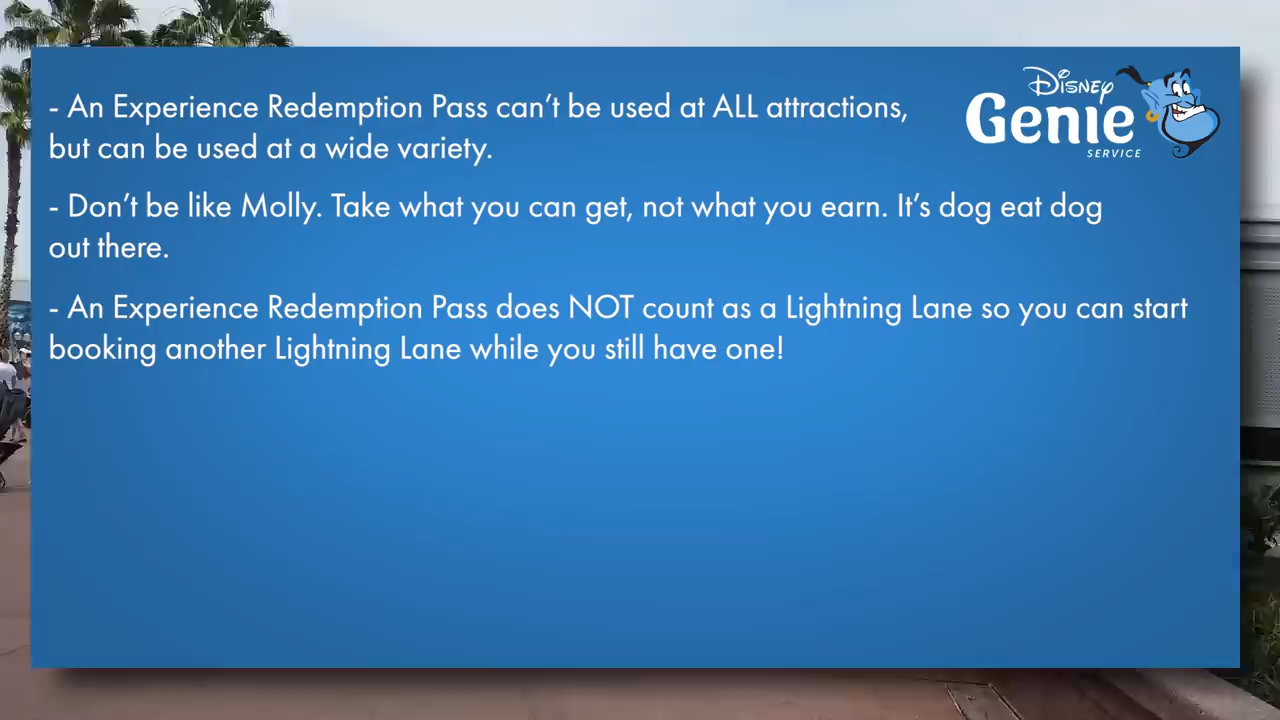 DISNEY
Genie
SERVICE
- An Experience Redemption Pass can’t be used at ALL attractions,
but can be used at a wide variety.
- Don’t be like Molly. Take what you can get, not what you earn. It’s dog eat dog
out there.
- An Experience Redemption Pass does NOT count as a Lightning Lane so you can start
booking another Lightning Lane while you still have one!